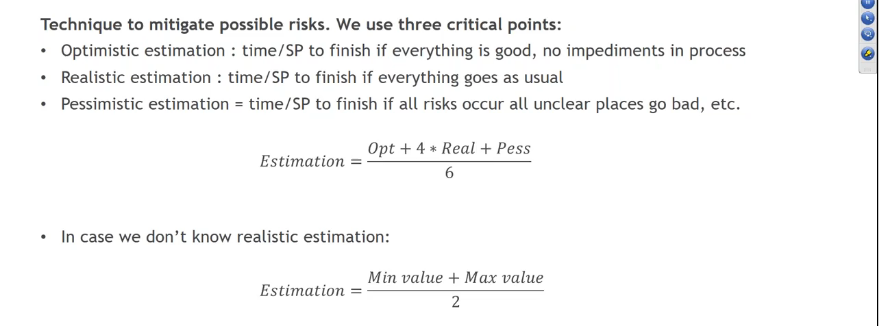 Technique to mitigate possible risks. We use three critical points:
• Optimistic estimation : time/SP to finish if everything is good, no impediments in process
• Realistic estimation : time/SP to finish if everything goes as usual
• Pessimistic estimation = time/SP to finish if all risks occur all unclear places go bad, etc.
Estimation = (Opt + 4 ∗ Real + Pess) / 6
• In case we don't know realistic estimation:
Estimation = (Min value + Max value) / 2